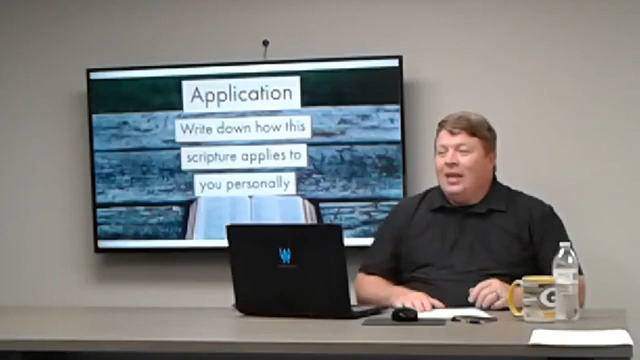 Application
Write down how this
scripture applies to
you personally
G